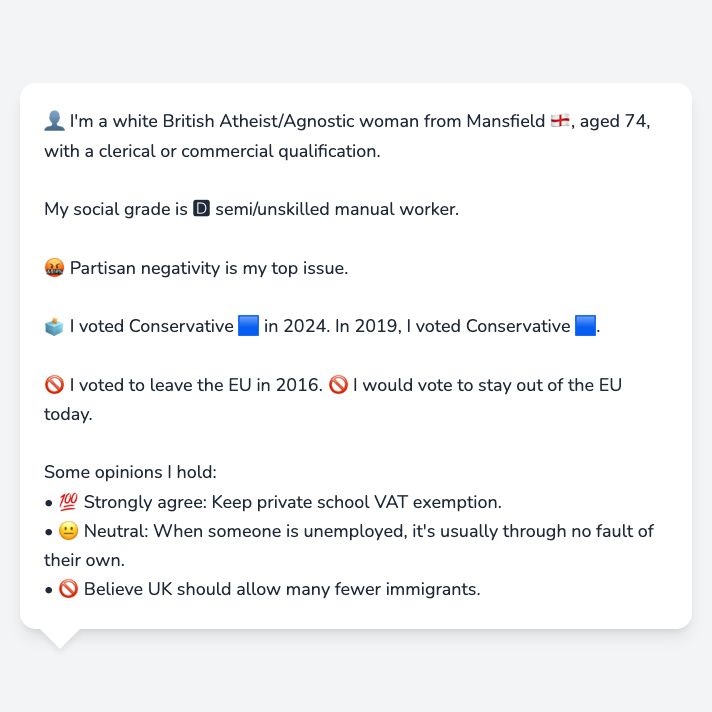 👤 I'm a white British Atheist/Agnostic woman from Mansfield 🏴󠁧󠁢󠁥󠁮󠁧󠁿, aged 74,
with a clerical or commercial qualification.
My social grade is 🅳 semi/unskilled manual worker.
🤬 Partisan negativity is my top issue.
🗳️ I voted Conservative 🟦 in 2024. In 2019, I voted Conservative 🟦.
🚫 I voted to leave the EU in 2016. 🚫 I would vote to stay out of the EU
today.
Some opinions I hold:
• 💯 Strongly agree: Keep private school VAT exemption.
• 😐 Neutral: When someone is unemployed, it's usually through no fault of
their own.
• 🚫 Believe UK should allow many fewer immigrants.